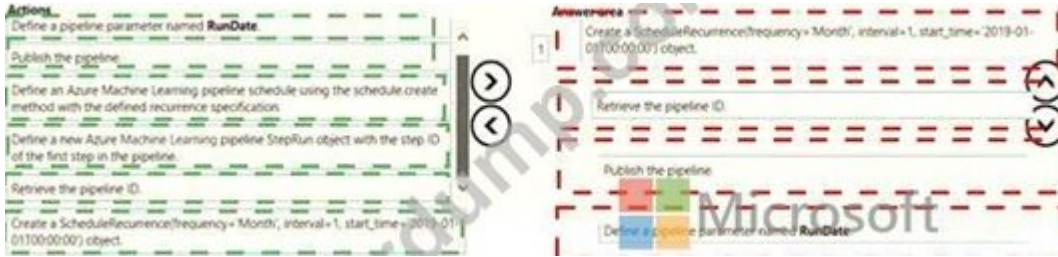 Actions
Define a pipeline parameter named RunDate.
Publish the pipeline.
Define an Azure Machine Learning pipeline schedule using the schedule.create
method with the defined recurrence specification.
Define a new Azure Machine Learning pipeline StepRun object with the step ID
of the first step in the pipeline.
Retrieve the pipeline ID.
Create a ScheduleRecurrence(frequency='Month', interval=1, start_time='2019-01-
01T00:00:00') object.
Answer area
1
Create a ScheduleRecurrence(frequency='Month', interval=1, start_time='2019-01-
01T00:00:00') object.
Retrieve the pipeline ID.
Publish the pipeline.
Define a pipeline parameter named RunDate.
Microsoft